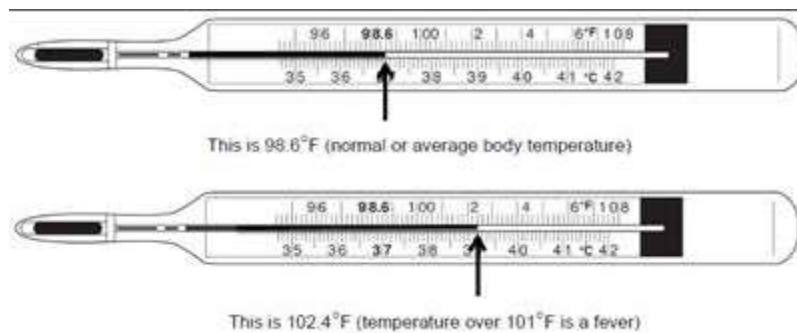 96 98.6 100 2 4 6°F 108
35 36 38 39 40 41 °C 42
This is 98.6°F (normal or average body temperature)
96 98.6 100 2 4 6°F 108
35 36 37 38 40 41 °C 42
This is 102.4°F (temperature over 101°F is a fever)